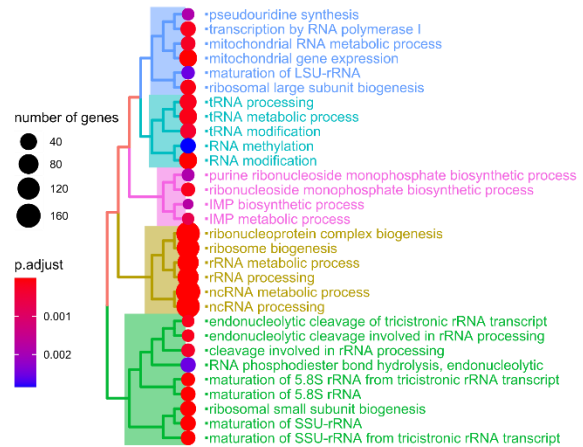 pseudouridine synthesis
transcription by RNA polymerase I
mitochondrial RNA metabolic process
mitochondrial gene expression
maturation of LSU-rRNA
ribosomal large subunit biogenesis
tRNA processing
tRNA metabolic process
tRNA modification
RNA methylation
RNA modification
purine ribonucleoside monophosphate biosynthetic process
ribonucleoside monophosphate biosynthetic process
IMP biosynthetic process
IMP metabolic process
ribonucleoprotein complex biogenesis
ribosome biogenesis
rRNA metabolic process
rRNA processing
ncRNA metabolic process
ncRNA processing
endonucleolytic cleavage of tricistronic rRNA transcript
endonucleolytic cleavage involved in rRNA processing
cleavage involved in rRNA processing
RNA phosphodiester bond hydrolysis, endonucleolytic
maturation of 5.8S rRNA from tricistronic rRNA transcript
maturation of 5.8S rRNA
ribosomal small subunit biogenesis
maturation of SSU-rRNA
maturation of SSU-rRNA from tricistronic rRNA transcript
number of genes
40
80
120
160
p.adjust
0.001
0.002